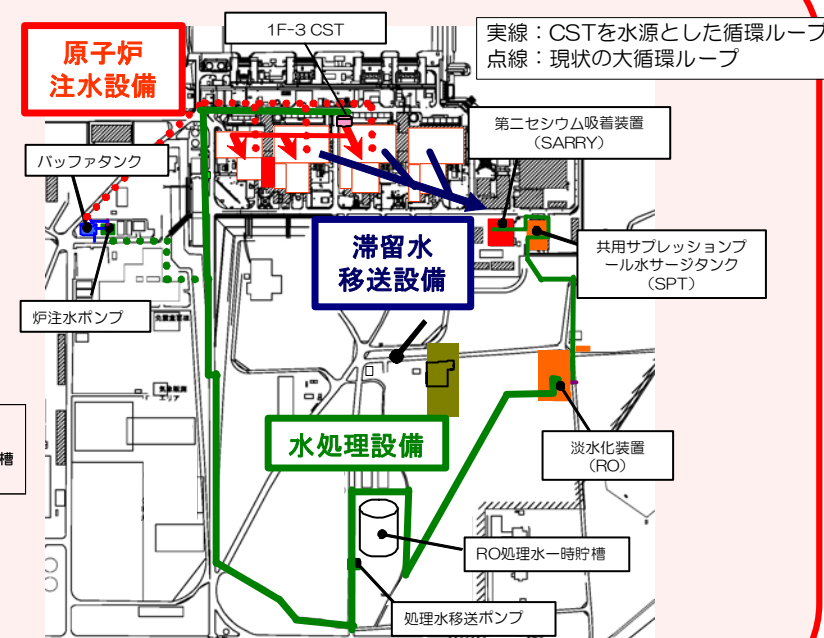 実線：CSTを水源とした循環ループ
点線：現状の大循環ループ
原子炉
注水設備
1F-3 CST
第二セシウム吸着装置
（SARRY）
バッファタンク
滞留水
移送設備
共用サプレッションプ
ール水サージタンク
（SPT）
炉注水ポンプ
水処理設備
淡水化装置
（RO）
槽
RO処理水一時貯槽
処理水移送ポンプ